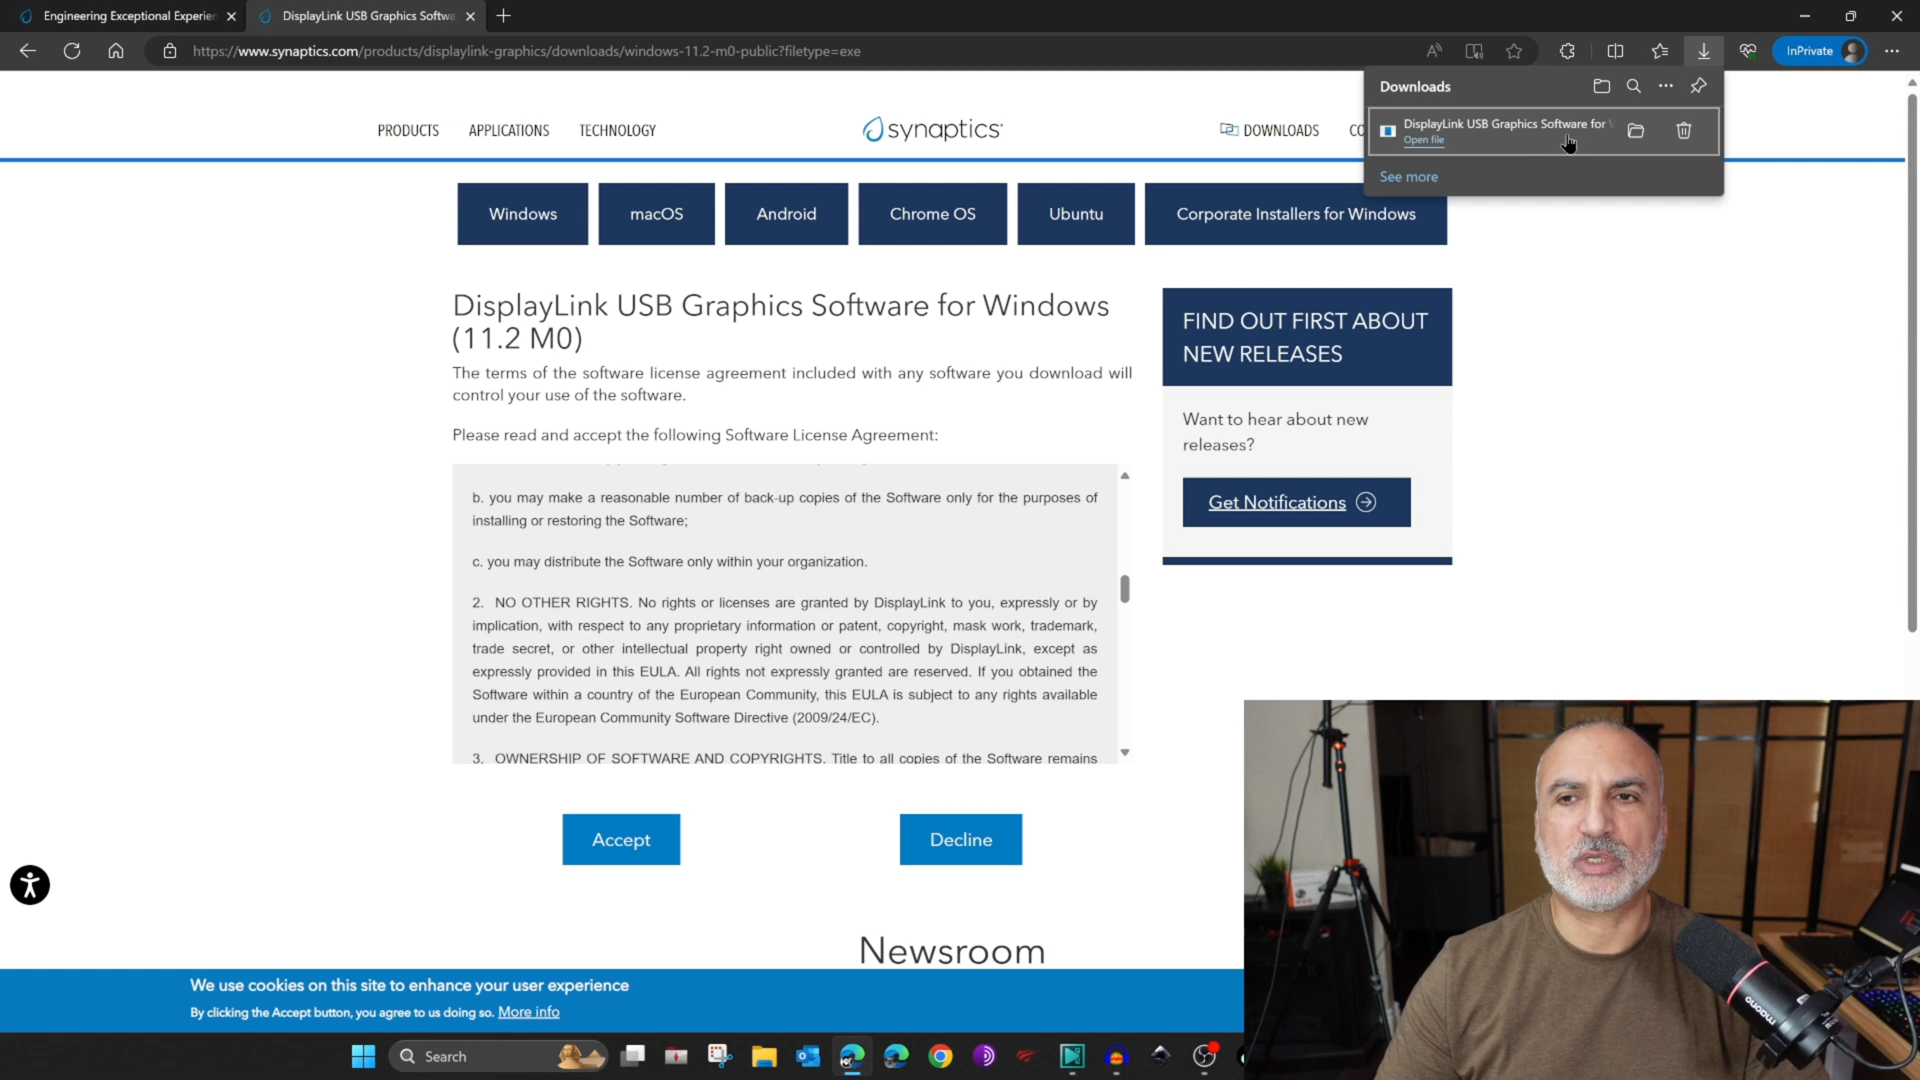 Engineering Exceptional Experien
DisplayLink USB Graphics Softwa
https://www.synaptics.com/products/displaylink-graphics/downloads/windows-11.2-m0-public?filetype=exe
InPrivate
Downloads
DisplayLink USB Graphics Software for
Open file
See more
PRODUCTS
APPLICATIONS
TECHNOLOGY
synaptics
DOWNLOADS
CO
Windows
macOS
Android
Chrome OS
Ubuntu
Corporate Installers for Windows
DisplayLink USB Graphics Software for Windows
(11.2 M0)
The terms of the software license agreement included with any software you download will
control your use of the software.
Please read and accept the following Software License Agreement:
b. you may make a reasonable number of back-up copies of the Software only for the purposes of
installing or restoring the Software;
c. you may distribute the Software only within your organization.
2. NO OTHER RIGHTS. No rights or licenses are granted by DisplayLink to you, expressly or by
implication, with respect to any proprietary information or patent, copyright, mask work, trademark,
trade secret, or other intellectual property right owned or controlled by DisplayLink, except as
expressly provided in this EULA. All rights not expressly granted are reserved. If you obtained the
Software within a country of the European Community, this EULA is subject to any rights available
under the European Community Software Directive (2009/24/EC).
3. OWNERSHIP OF SOFTWARE AND COPYRIGHTS. Title to all copies of the Software remains
Accept
Decline
FIND OUT FIRST ABOUT
NEW RELEASES
Want to hear about new
releases?
Get Notifications
Newsroom
We use cookies on this site to enhance your user experience
By clicking the Accept button, you agree to us doing so. More info
Search
maono